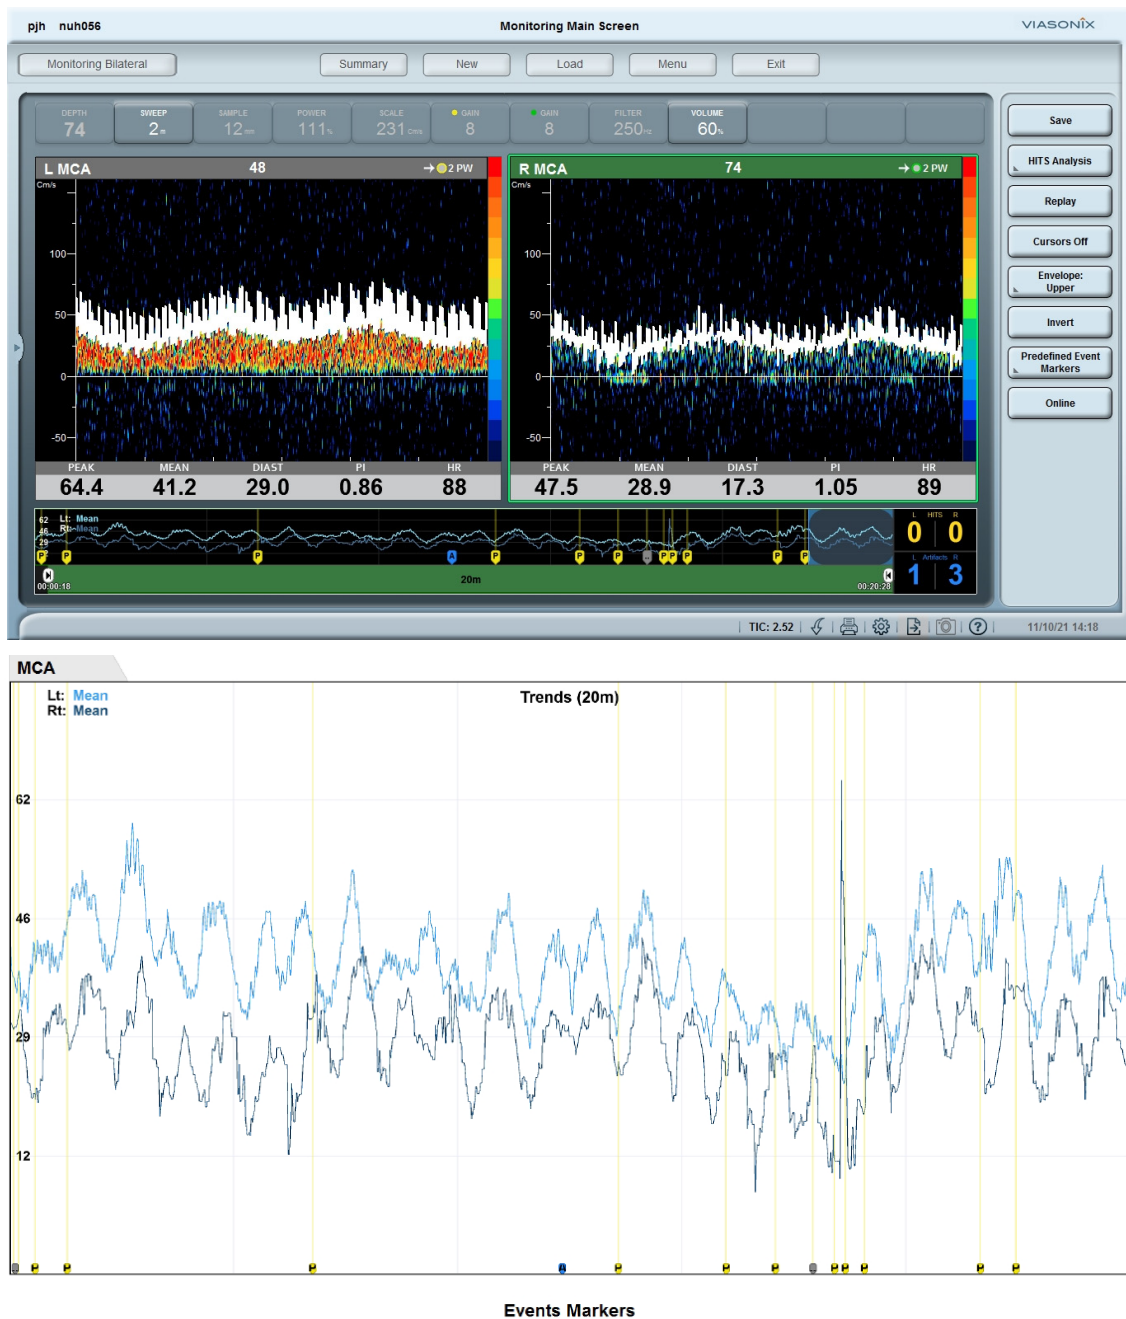 pjh nuh056 Monitoring Main Screen VIASONIX
Monitoring Bilateral Summary New Load Menu Exit
DEPTH SWEEP SAMPLE POWER SCALE GAIN GAIN FILTER VOLUME
74 2 m 12 mm 111 % 231 Cm/s 8 8 250 Hz 60 %
L MCA 48 2 PW
R MCA 74 2 PW
Cm/s
100
50
0
-50
Cm/s
100
50
0
-50
PEAK MEAN DIAST PI HR
64.4 41.2 29.0 0.86 88
PEAK MEAN DIAST PI HR
47.5 28.9 17.3 1.05 89
Save
HITS Analysis
Replay
Cursors Off
Envelope:
Upper
Invert
Predefined Event
Markers
Online
62 Lt: Mean
46 Rt: Mean
29
P P P A P P P P P P P P
L HITS R
0 0
L Artifacts R
1 3
20m
00:00:18 00:20:28
TIC: 2.52 ? 11/10/21 14:18
MCA
Lt: Mean
Rt: Mean
Trends (20m)
62
46
29
12
P P P A P P P P P P P P
Events Markers